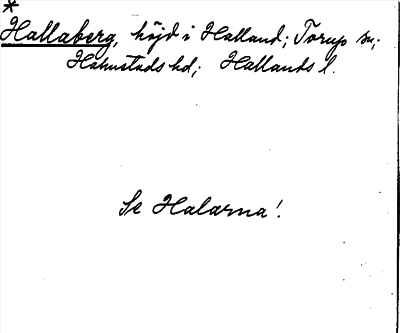 *
Hallaberg, höjd i Halland; Torup sn;
Halmstads hd; Hallands l.
Se Halarna!